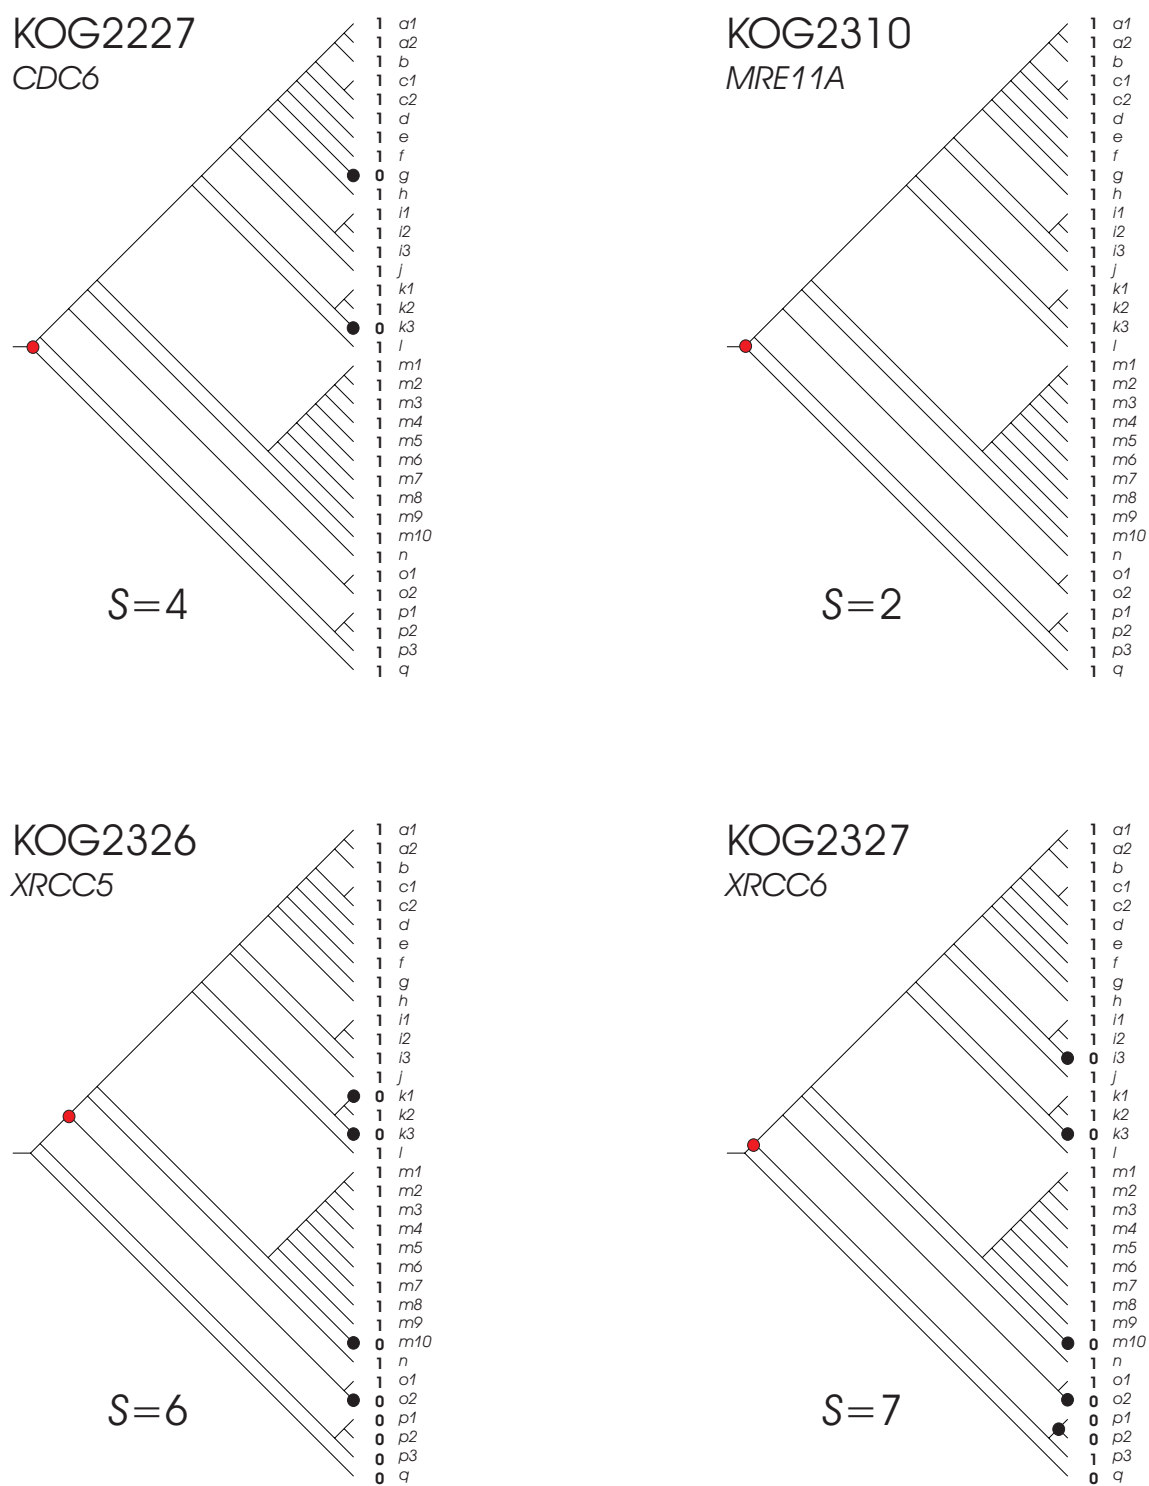 KOG2227
CDC6
1 a1
1 a2
1 b
1 c1
1 c2
1 d
1 e
1 f
0 g
1 h
1 i1
1 i2
1 i3
1 j
1 k1
1 k2
0 k3
1 l
1 m1
1 m2
1 m3
1 m4
1 m5
1 m6
1 m7
1 m8
1 m9
1 m10
1 n
1 o1
1 o2
1 p1
1 p2
1 p3
1 q
S=4
KOG2310
MRE11A
1 a1
1 a2
1 b
1 c1
1 c2
1 d
1 e
1 f
1 g
1 h
1 i1
1 i2
1 i3
1 j
1 k1
1 k2
1 k3
1 l
1 m1
1 m2
1 m3
1 m4
1 m5
1 m6
1 m7
1 m8
1 m9
1 m10
1 n
1 o1
1 o2
1 p1
1 p2
1 p3
1 q
S=2
KOG2326
XRCC5
1 a1
1 a2
1 b
1 c1
1 c2
1 d
1 e
1 f
1 g
1 h
1 i1
1 i2
1 i3
1 j
0 k1
1 k2
0 k3
1 l
1 m1
1 m2
1 m3
1 m4
1 m5
1 m6
1 m7
1 m8
1 m9
0 m10
1 n
1 o1
0 o2
0 p1
0 p2
0 p3
0 q
S=6
KOG2327
XRCC6
1 a1
1 a2
1 b
1 c1
1 c2
1 d
1 e
1 f
1 g
1 h
1 i1
1 i2
0 i3
1 j
1 k1
1 k2
0 k3
1 l
1 m1
1 m2
1 m3
1 m4
1 m5
1 m6
1 m7
1 m8
1 m9
0 m10
1 n
1 o1
0 o2
0 p1
0 p2
1 p3
0 q
S=7